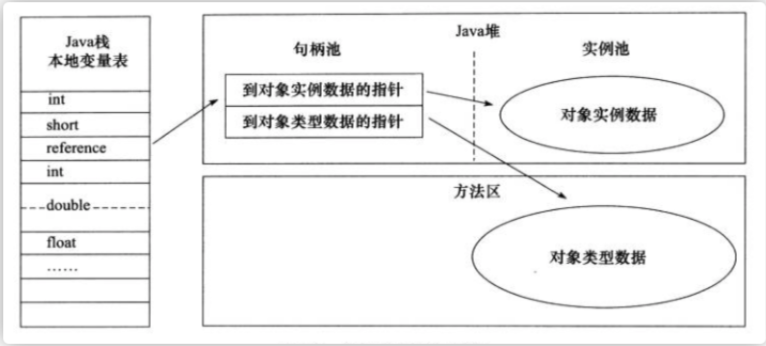 Java栈
本地变量表
int
short
reference
int
double
float
……
Java堆
句柄池
实例池
到对象实例数据的指针
到对象类型数据的指针
对象实例数据
方法区
对象类型数据